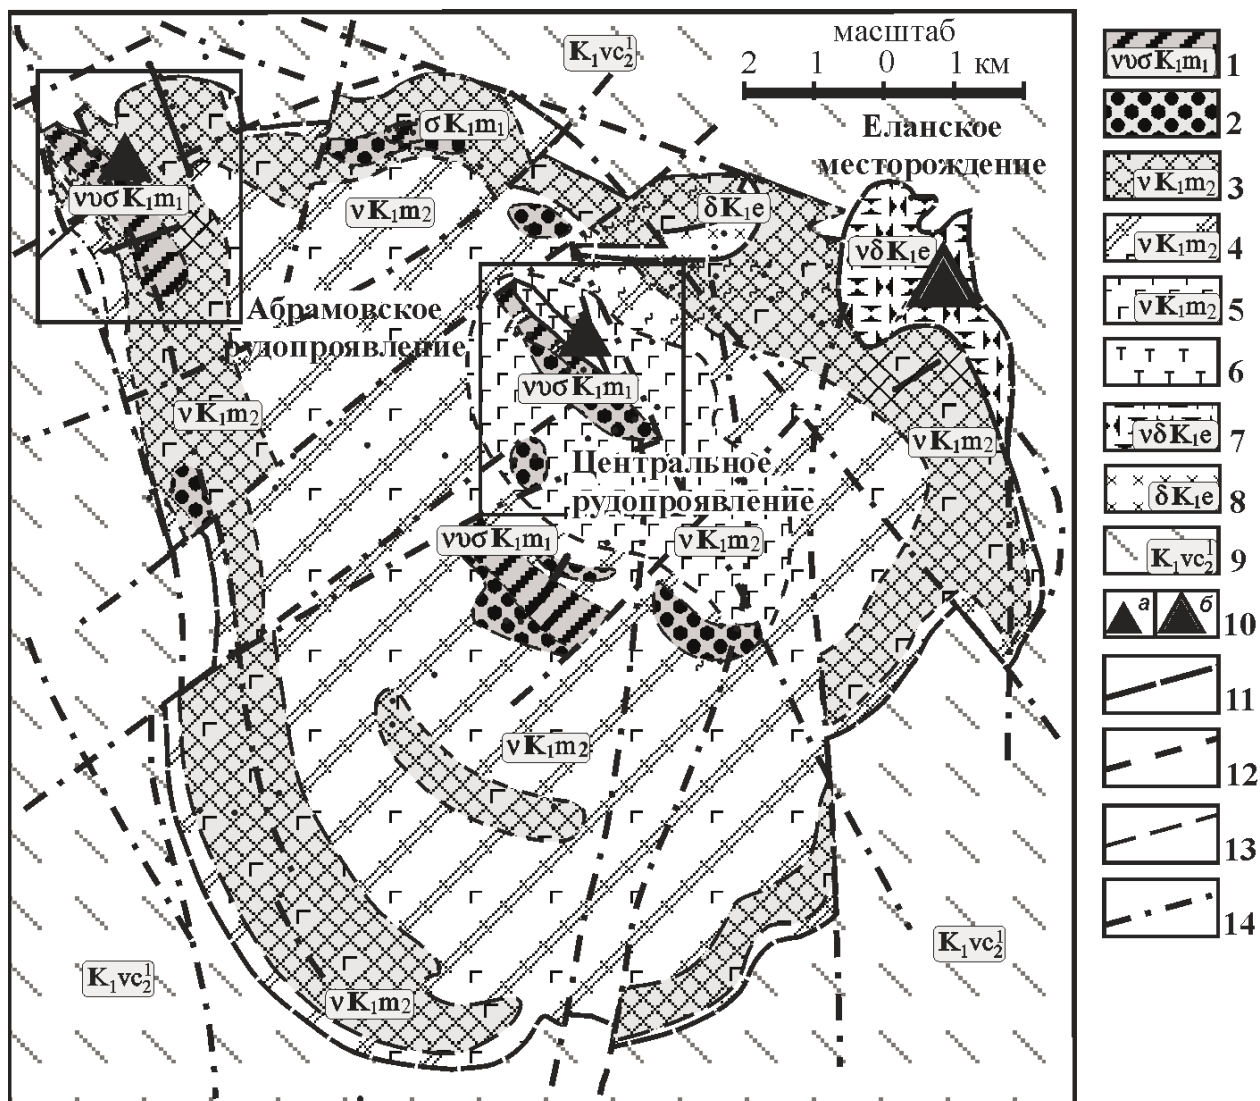 масштаб
2 1 0 1 км
K₁vc₂¹
Еланское
месторождение
νυσK₁m₁
σK₁m₁
νK₁m₂
δK₁e
νδK₁e
Абрамовское
рудопроявление
νυσK₁m₁
νK₁m₂
νK₁m₂
Центральное
рудопроявление
νυσK₁m₁
νK₁m₂
νK₁m₂
K₁vc₂¹
K₁vc₂¹
νK₁m₂
νυσK₁m₁ 1
2
νK₁m₂ 3
νK₁m₂ 4
νK₁m₂ 5
6
νδK₁e 7
δK₁e 8
K₁vc₂¹ 9
а б 10
11
12
13
14